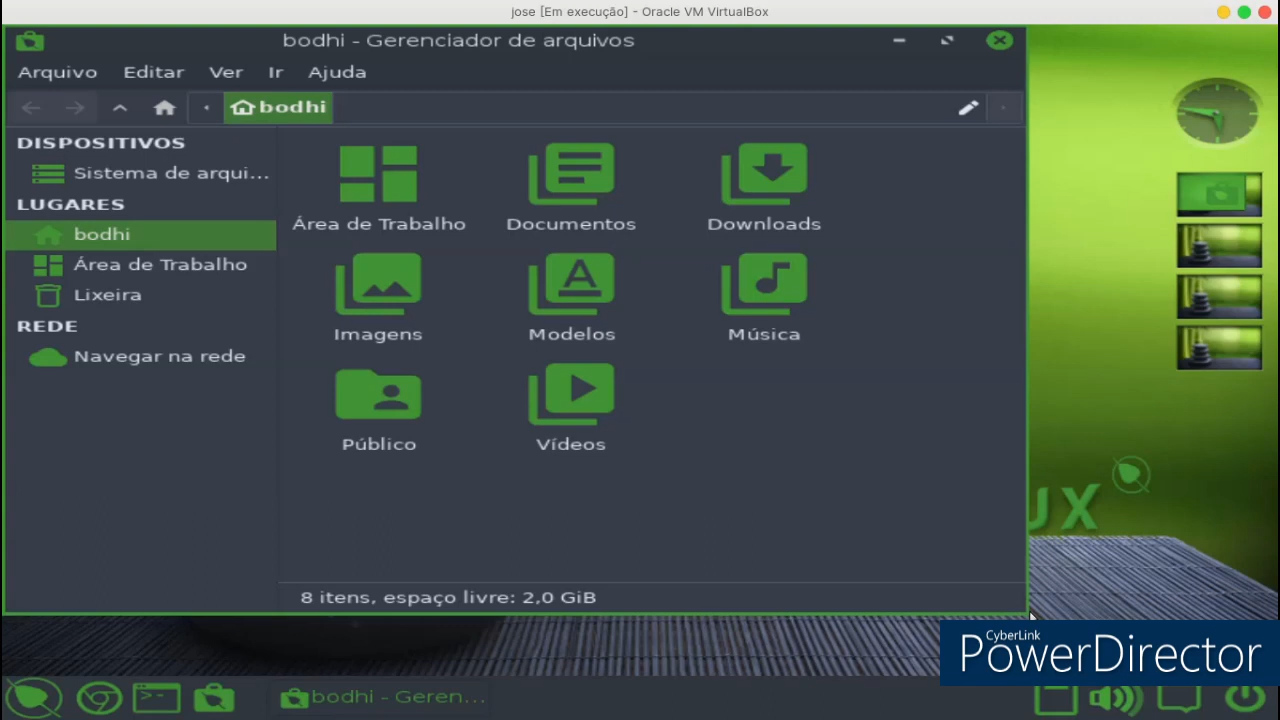 jose [Em execução] - Oracle VM VirtualBox
bodhi - Gerenciador de arquivos
Arquivo Editar Ver Ir Ajuda
bodhi
DISPOSITIVOS
Sistema de arqui...
LUGARES
bodhi
Área de Trabalho
Lixeira
REDE
Navegar na rede
Área de Trabalho Documentos Downloads
Imagens Modelos Música
Público Vídeos
8 itens, espaço livre: 2,0 GiB
UX
CyberLink
PowerDirector
bodhi - Geren...